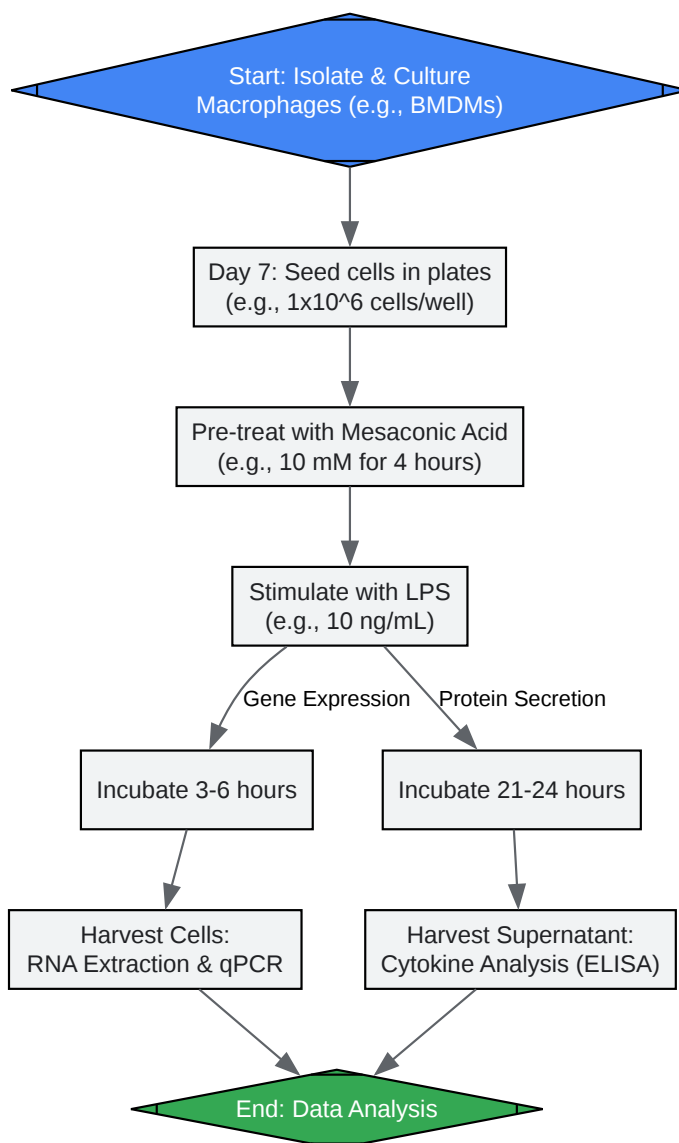 Start: Isolate & Culture
Macrophages (e.g., BMDMs)
Day 7: Seed cells in plates
(e.g., 1x10^6 cells/well)
Pre-treat with Mesaconic Acid
(e.g., 10 mM for 4 hours)
Stimulate with LPS
(e.g., 10 ng/mL)
Gene Expression
Protein Secretion
Incubate 3-6 hours
Incubate 21-24 hours
Harvest Cells:
RNA Extraction & qPCR
Harvest Supernatant:
Cytokine Analysis (ELISA)
End: Data Analysis